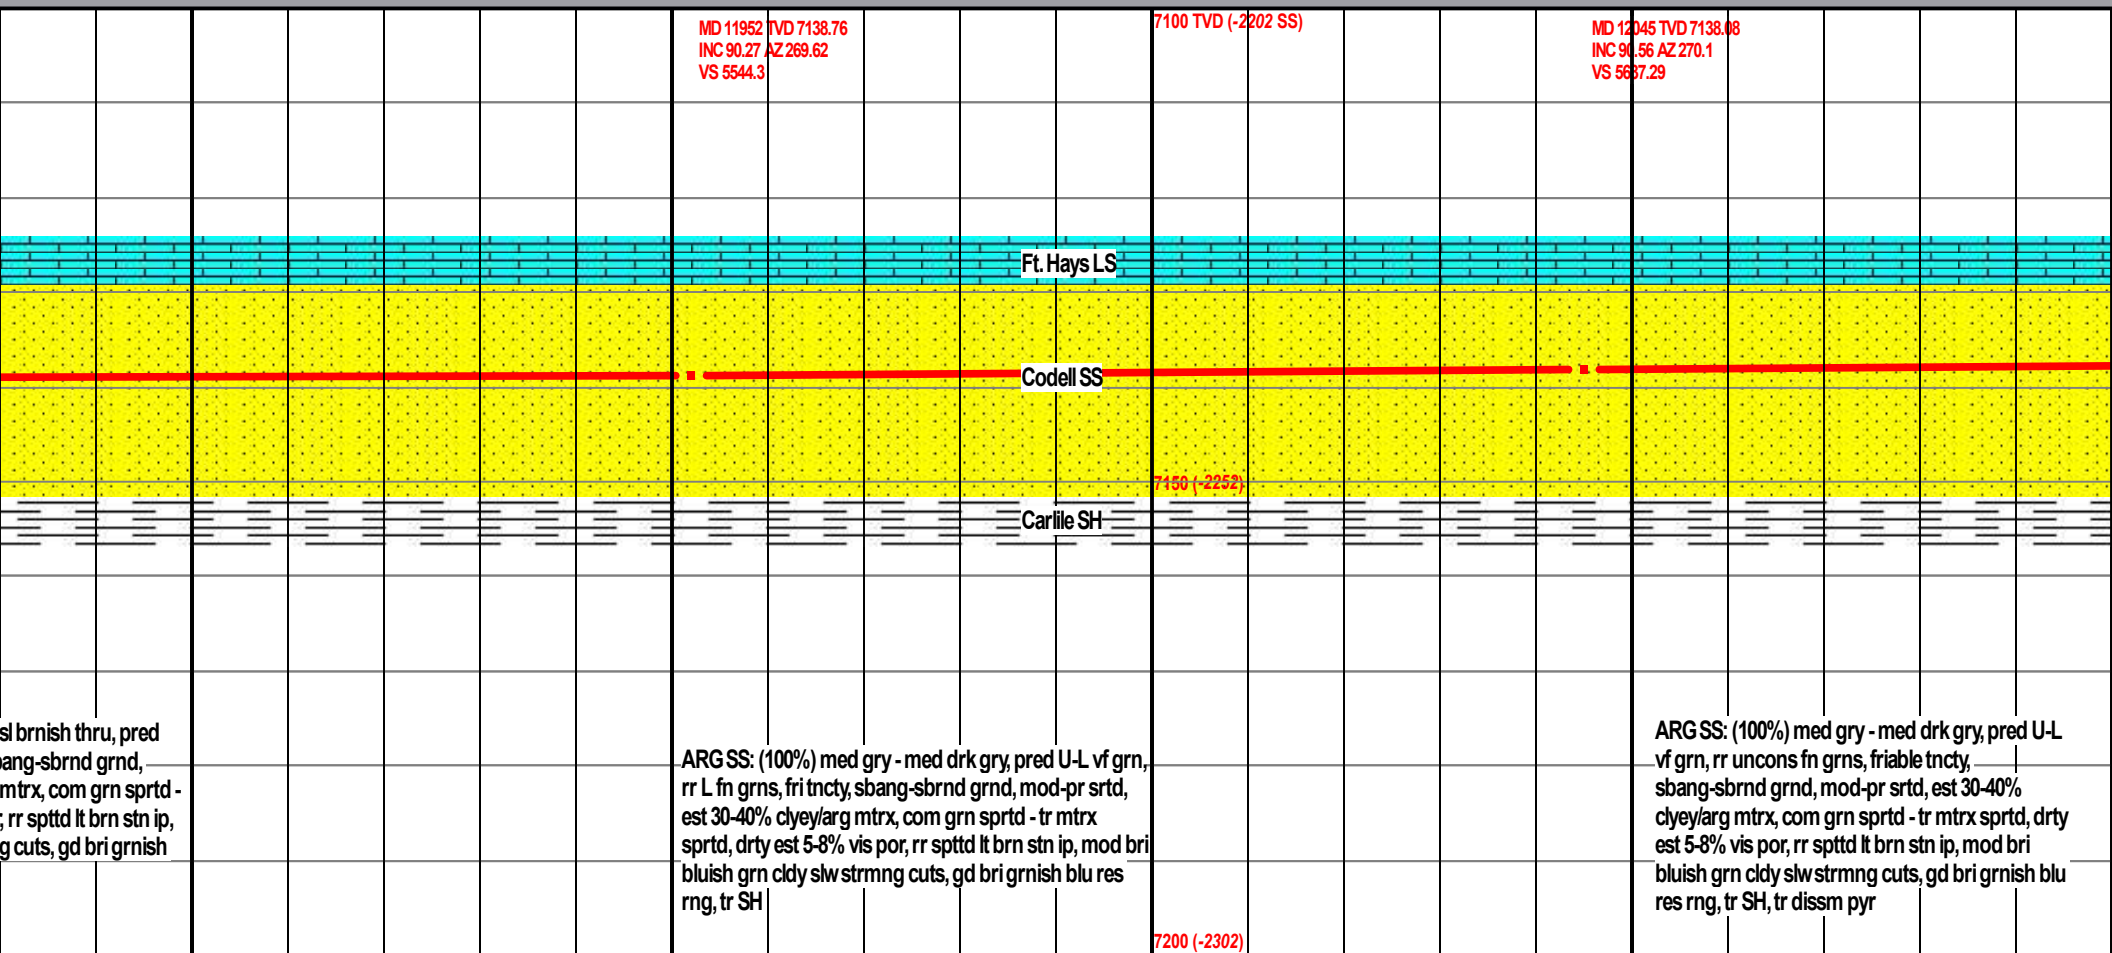 MD 11952 TVD 7138.76
INC 90.27 AZ 269.62
VS 5544.3
7100 TVD (-2202 SS)
MD 12045 TVD 7138.08
INC 90.56 AZ 270.1
VS 5637.29
Ft. Hays LS
Codell SS
7150 (-2252)
Carlile SH
sl brnish thru, pred
bang-sbrnd grnd,
mtrx, com grn sprtd -
rr spttd lt brn stn ip,
g cuts, gd bri grnish
ARG SS: (100%) med gry - med drk gry, pred U-L vf grn,
rr L fn grns, fri tncty, sbang-sbrnd grnd, mod-pr srtd,
est 30-40% clyey/arg mtrx, com grn sprtd - tr mtrx
sprtd, drty est 5-8% vis por, rr spttd lt brn stn ip, mod bri
bluish grn cldy slw strmng cuts, gd bri grnish blu res
rng, tr SH
ARG SS: (100%) med gry - med drk gry, pred U-L
vf grn, rr uncons fn grns, friable tncty,
sbang-sbrnd grnd, mod-pr srtd, est 30-40%
clyey/arg mtrx, com grn sprtd - tr mtrx sprtd, drty
est 5-8% vis por, rr spttd lt brn stn ip, mod bri
bluish grn cldy slw strmng cuts, gd bri grnish blu
res rng, tr SH, tr dissm pyr
7200 (-2302)